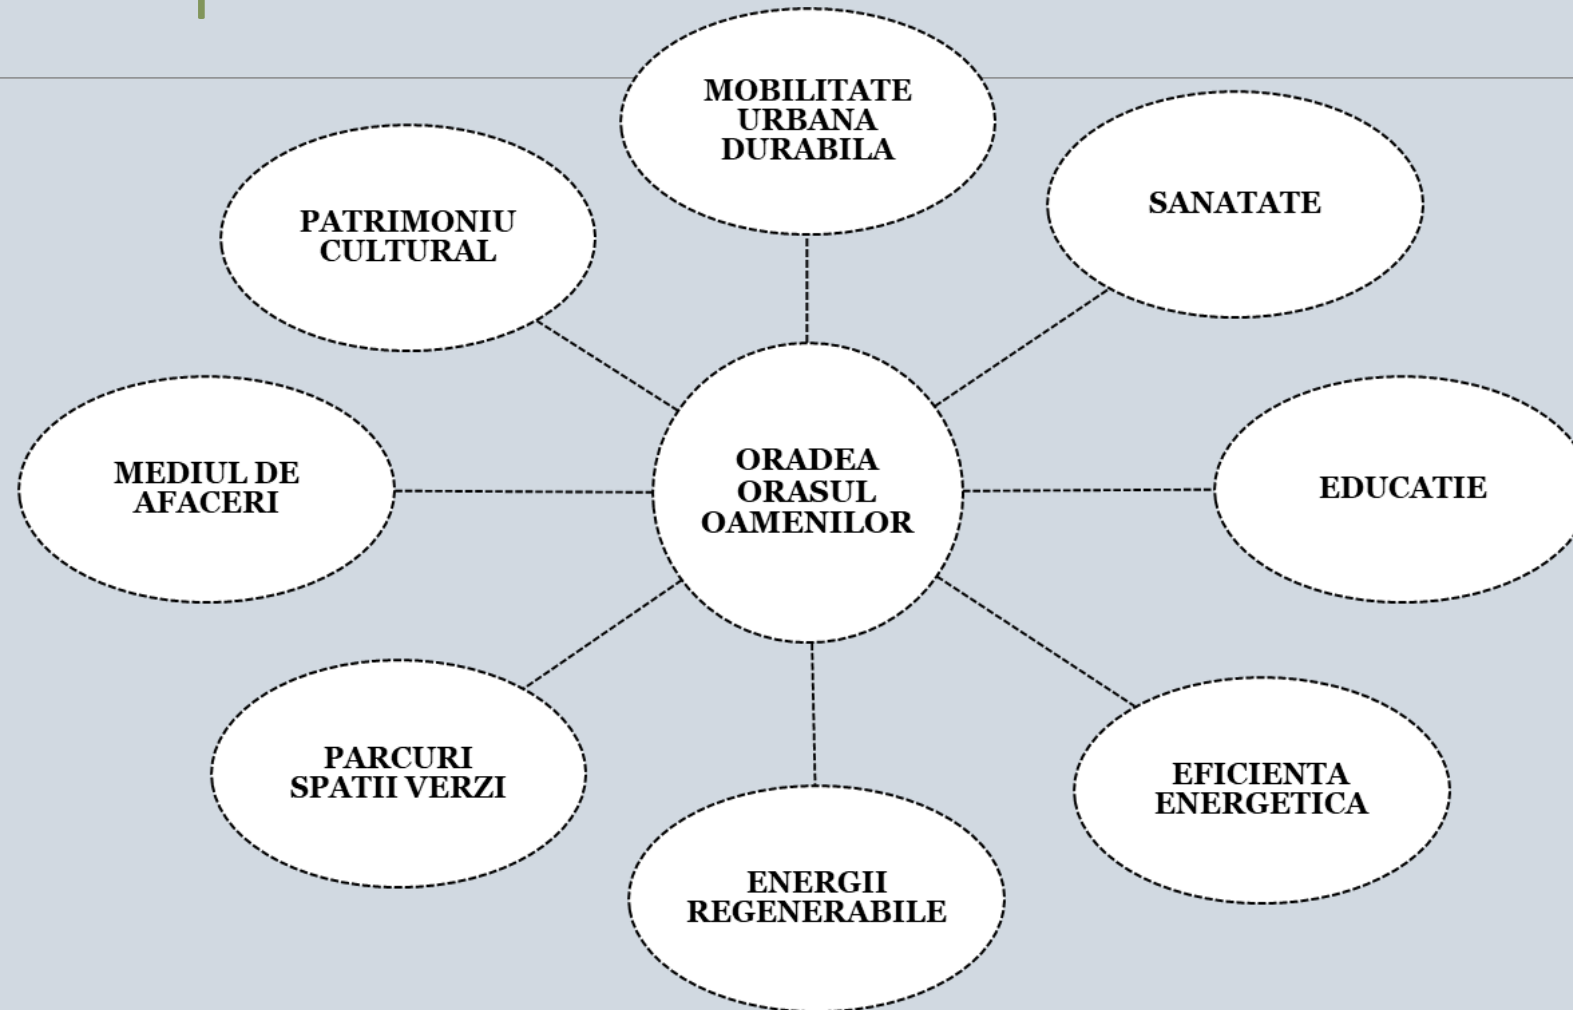 MOBILITATE
URBANA
DURABILA
SANATATE
PATRIMONIU
CULTURAL
MEDIUL DE
AFACERI
ORADEA
ORASUL
OAMENILOR
EDUCATIE
PARCURI
SPATII VERZI
EFICIENTA
ENERGETICA
ENERGII
REGENERABILE